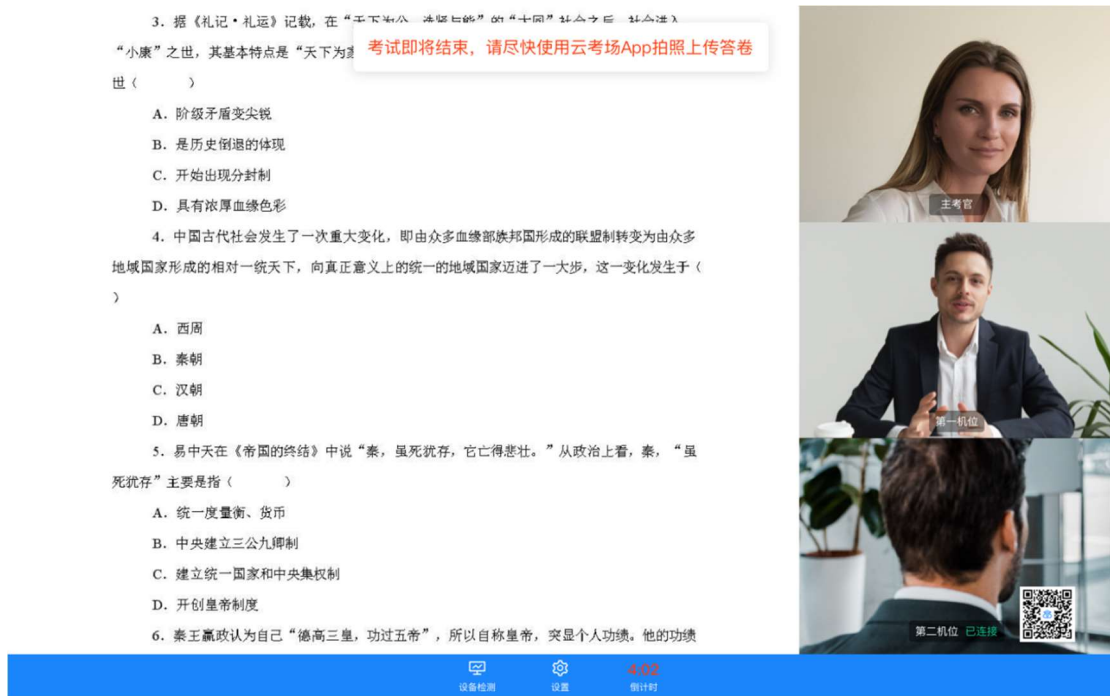 3．据《礼记·礼运》记载，在“天下为公，选贤与能”的“大同”社会之后，社会进入
“小康”之世，其基本特点是“天下为
考试即将结束，请尽快使用云考场App拍照上传答卷
世（　　）
A．阶级矛盾变尖锐
B．是历史倒退的体现
C．开始出现分封制
D．具有浓厚血缘色彩
4．中国古代社会发生了一次重大变化，即由众多血缘部族邦国形成的联盟制转变为由众多
地域国家形成的相对一统天下，向真正意义上的统一的地域国家迈进了一大步，这一变化发生于（
）
A．西周
B．秦朝
C．汉朝
D．唐朝
5．易中天在《帝国的终结》中说“秦，虽死犹存，它亡得悲壮。”从政治上看，秦，“虽
死犹存”主要是指（　　）
A．统一度量衡、货币
B．中央建立三公九卿制
C．建立统一国家和中央集权制
D．开创皇帝制度
6．秦王嬴政认为自己“德高三皇，功过五帝”，所以自称皇帝，突显个人功绩。他的功绩
主考官
第一机位
第二机位 已连接
设备检测
设置
4:02
倒计时